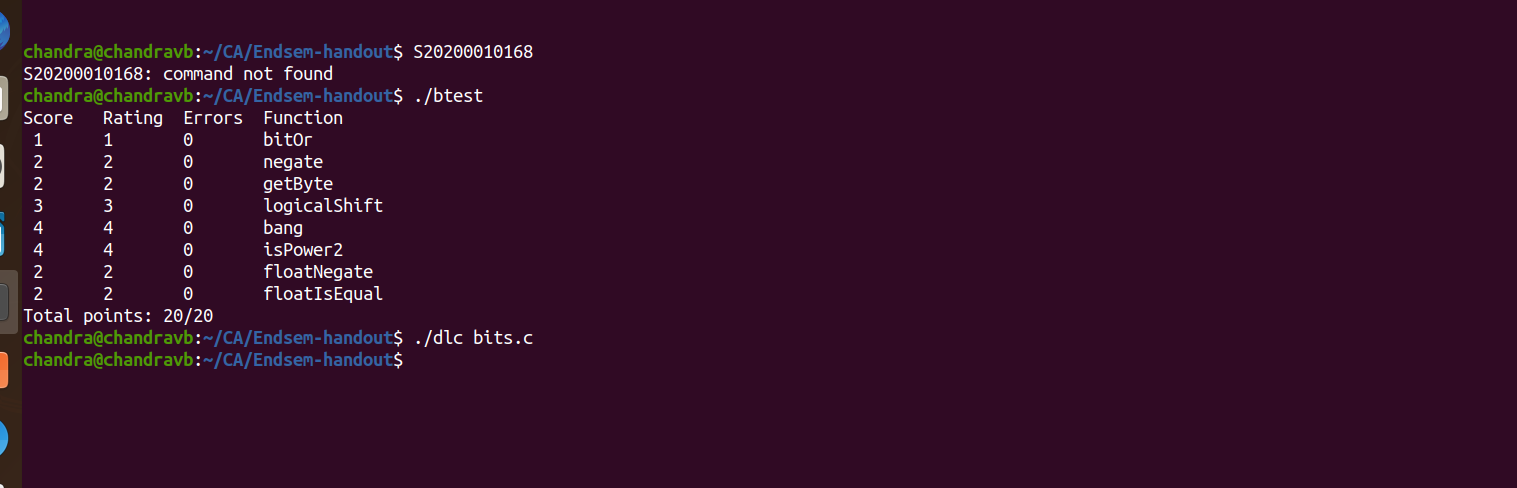 chandra@chandravb:~/CA/Endsem-handout$ S20200010168
S20200010168: command not found
chandra@chandravb:~/CA/Endsem-handout$ ./btest
Score   Rating  Errors  Function
 1      1       0       bitOr
 2      2       0       negate
 2      2       0       getByte
 3      3       0       logicalShift
 4      4       0       bang
 4      4       0       isPower2
 2      2       0       floatNegate
 2      2       0       floatIsEqual
Total points: 20/20
chandra@chandravb:~/CA/Endsem-handout$ ./dlc bits.c
chandra@chandravb:~/CA/Endsem-handout$